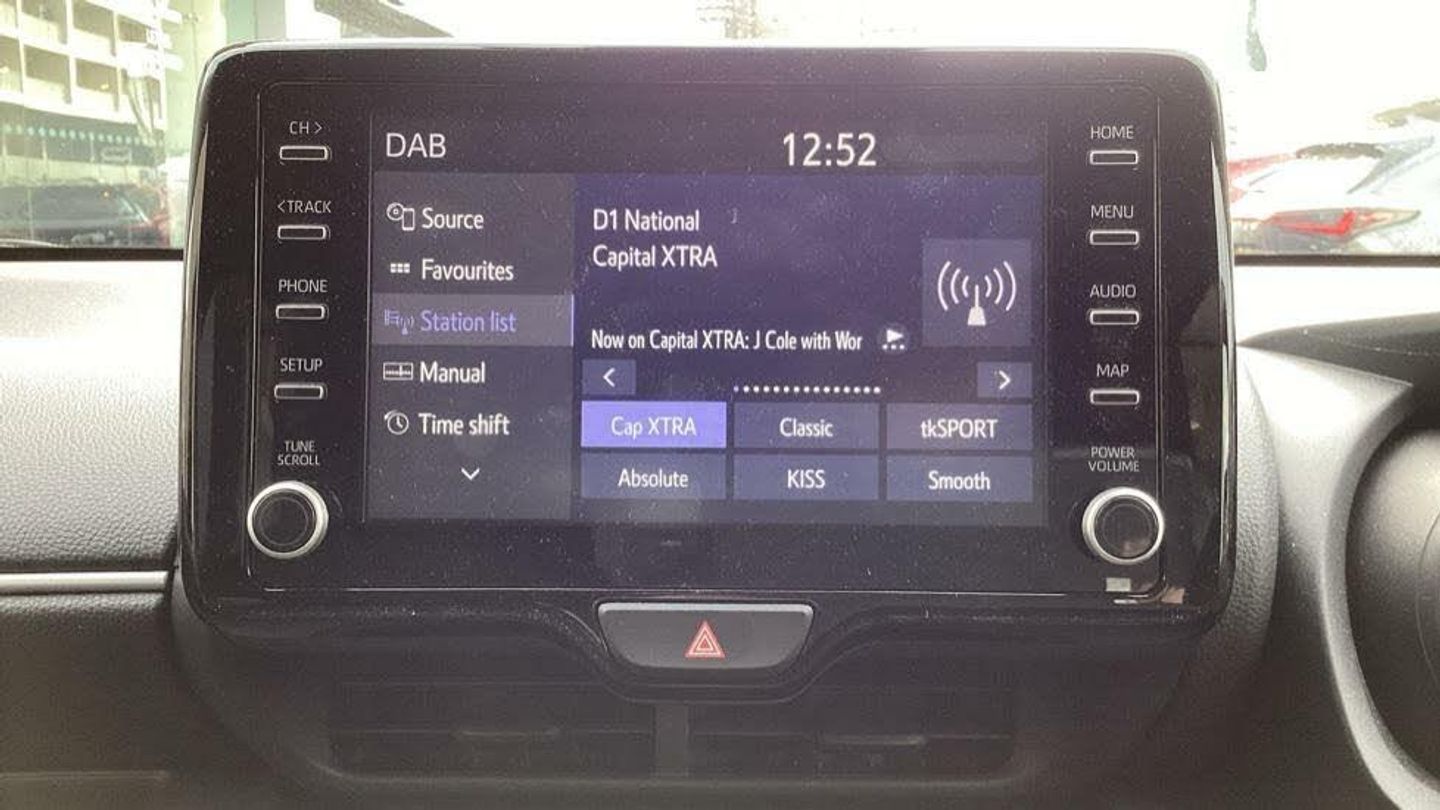 CH >
<TRACK
PHONE
SETUP
TUNE
SCROLL
DAB
12:52
Source
Favourites
Station list
Manual
Time shift
D1 National
Capital XTRA
Now on Capital XTRA: J Cole with Wor
Cap XTRA
Classic
tkSPORT
Absolute
KISS
Smooth
HOME
MENU
AUDIO
MAP
POWER
VOLUME